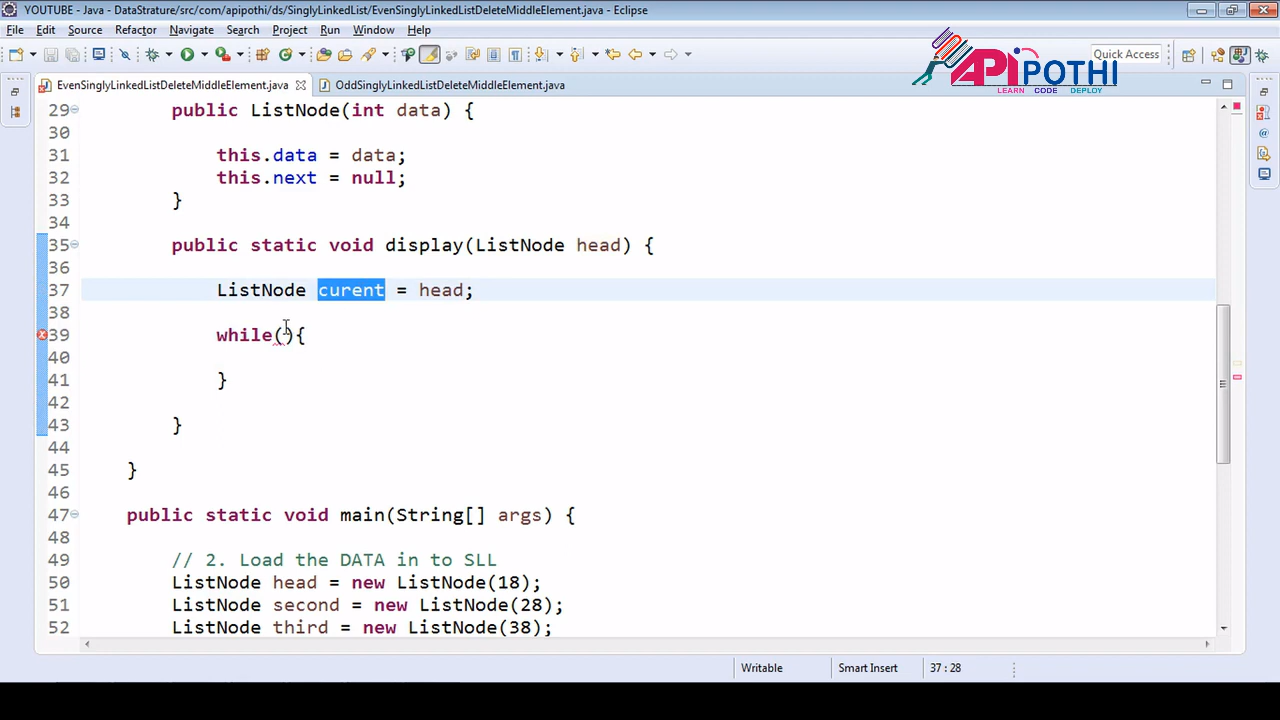 YOUTUBE - Java - DataStrature/src/com/apipothi/ds/SinglyLinkedList/EvenSinglyLinkedListDeleteMiddleElement.java - Eclipse
File Edit Source Refactor Navigate Search Project Run Window Help
Quick Access
APiPOTHI
LEARN CODE DEPLOY
EvenSinglyLinkedListDeleteMiddleElement.java OddSinglyLinkedListDeleteMiddleElement.java
29 public ListNode(int data) {
30
31 this.data = data;
32 this.next = null;
33 }
34
35 public static void display(ListNode head) {
36
37 ListNode curent = head;
38
39 while(){
40
41 }
42
43 }
44
45 }
46
47 public static void main(String[] args) {
48
49 // 2. Load the DATA in to SLL
50 ListNode head = new ListNode(18);
51 ListNode second = new ListNode(28);
52 ListNode third = new ListNode(38);
Writable Smart Insert 37 : 28